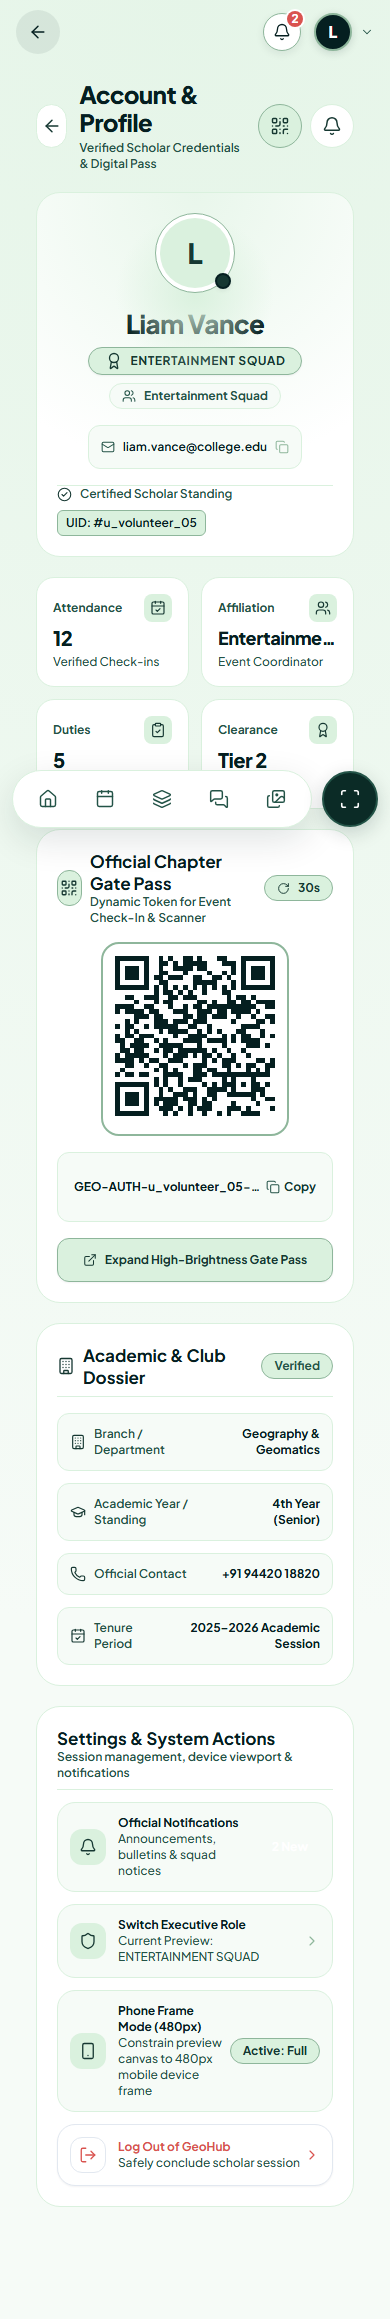 2
L
Account &
Profile
Verified Scholar Credentials
& Digital Pass
L
Liam Vance
ENTERTAINMENT SQUAD
Entertainment Squad
liam.vance@college.edu
Certified Scholar Standing
UID: #u_volunteer_05
Attendance
12
Verified Check-ins
Affiliation
Entertainme...
Event Coordinator
Duties
5
Clearance
Tier 2
Official Chapter
Gate Pass
Dynamic Token for Event
Check-In & Scanner
30s
GEO-AUTH-u_volunteer_05-... Copy
Expand High-Brightness Gate Pass
Academic & Club
Dossier
Verified
Branch /
Department
Geography &
Geomatics
Academic Year /
Standing
4th Year
(Senior)
Official Contact
+91 94420 18820
Tenure
Period
2025-2026 Academic
Session
Settings & System Actions
Session management, device viewport &
notifications
Official Notifications
Announcements,
bulletins & squad
notices
2 New
Switch Executive Role
Current Preview:
ENTERTAINMENT SQUAD
Phone Frame
Mode (480px)
Constrain preview
canvas to 480px
mobile device
frame
Active: Full
Log Out of GeoHub
Safely conclude scholar session